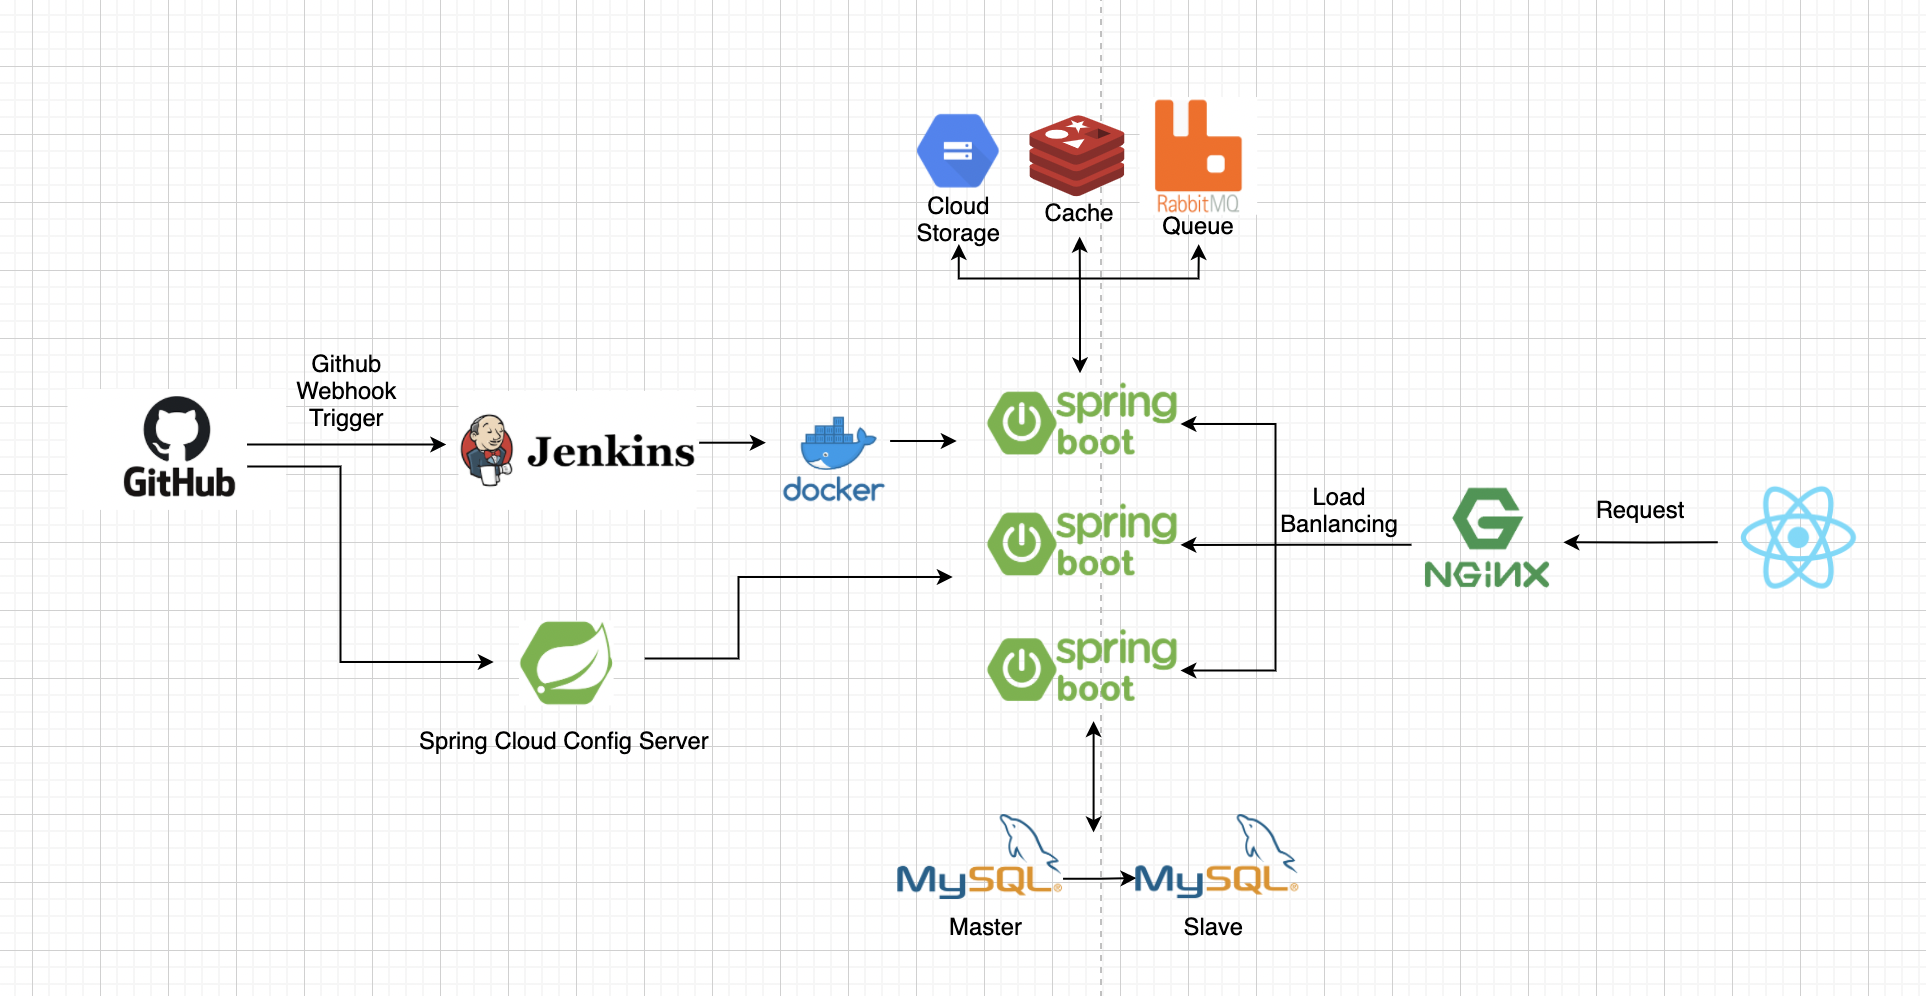 Cloud
Storage
Cache
RabbitMQ
Queue
Github
Webhook
Trigger
GitHub
Jenkins
docker
spring
boot
spring
boot
spring
boot
Load
Banlancing
NGiNX
Request
Spring Cloud Config Server
MySQL®
Master
MySQL®
Slave